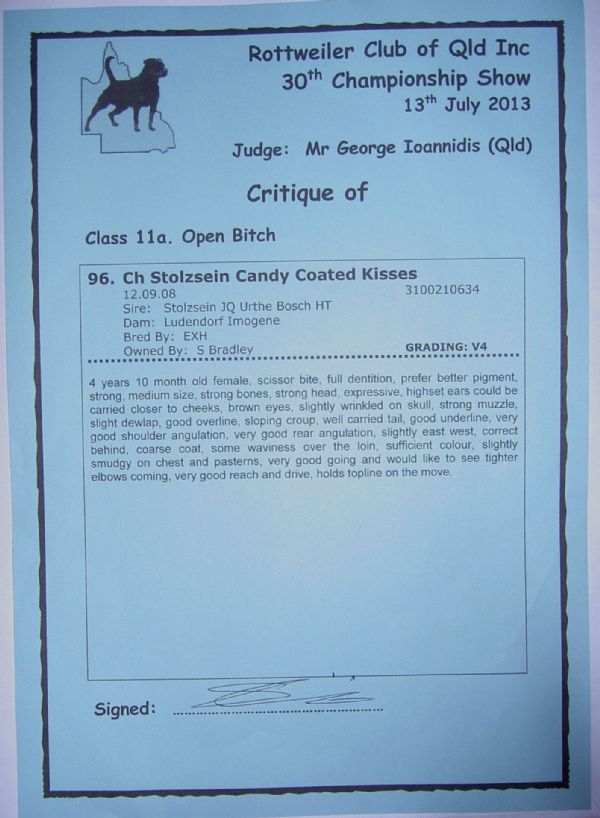 Rottweiler Club of Qld Inc
30th Championship Show
13th July 2013
Judge: Mr George Ioannidis (Qld)
Critique of
Class 11a. Open Bitch
96. Ch Stolzsein Candy Coated Kisses
12.09.08 3100210634
Sire: Stolzsein JQ Urthe Bosch HT
Dam: Ludendorf Imogene
Bred By: EXH
Owned By: S Bradley GRADING: V4
4 years 10 month old female, scissor bite, full dentition, prefer better pigment,
strong, medium size, strong bones, strong head, expressive, highset ears could be
carried closer to cheeks, brown eyes, slightly wrinkled on skull, strong muzzle,
slight dewlap, good overline, sloping croup, well carried tail, good underline, very
good shoulder angulation, very good rear angulation, slightly east west, correct
behind, coarse coat, some waviness over the loin, sufficient colour, slightly
smudgy on chest and pasterns, very good going and would like to see tighter
elbows coming, very good reach and drive, holds topline on the move.
Signed: